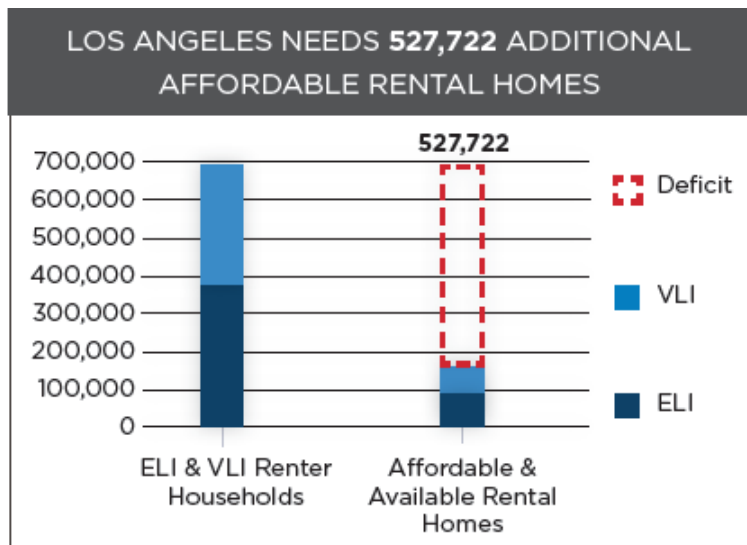 LOS ANGELES NEEDS 527,722 ADDITIONAL
AFFORDABLE RENTAL HOMES
527,722
700,000
600,000
500,000
400,000
300,000
200,000
100,000
0
ELI & VLI Renter
Households
Affordable &
Available Rental
Homes
Deficit
VLI
ELI